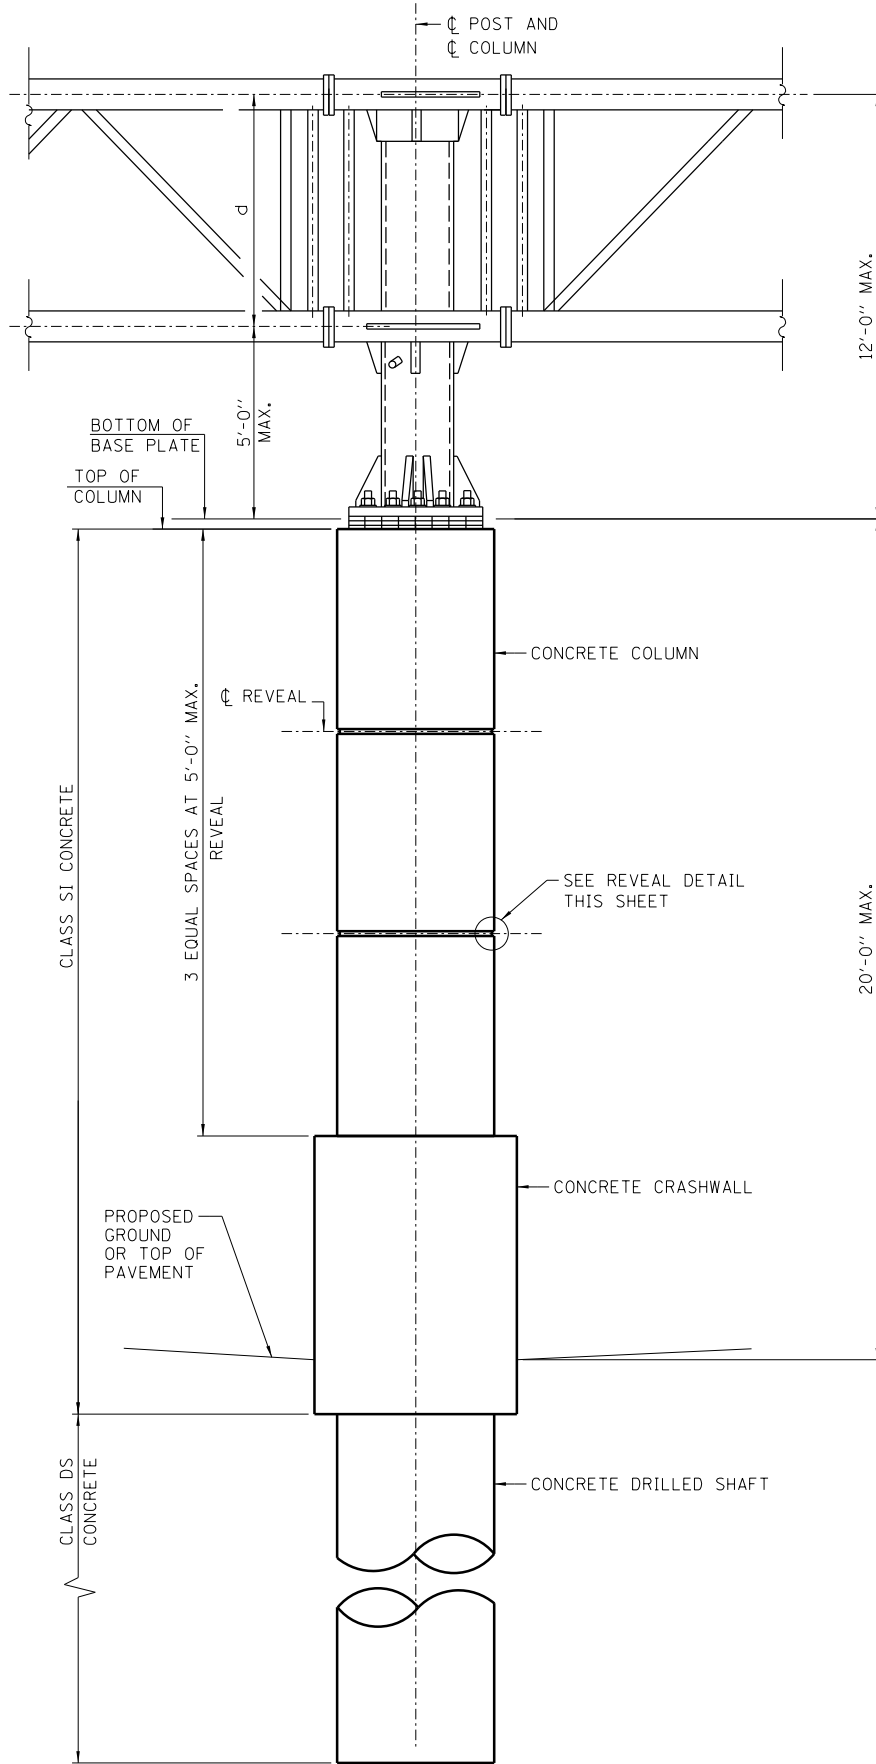 ℄ POST AND
℄ COLUMN
d
12'-0'' MAX.
5'-0''
MAX.
BOTTOM OF
BASE PLATE
TOP OF
COLUMN
CONCRETE COLUMN
℄ REVEAL
3 EQUAL SPACES AT 5'-0'' MAX.
REVEAL
CLASS SI CONCRETE
SEE REVEAL DETAIL
THIS SHEET
20'-0'' MAX.
CONCRETE CRASHWALL
PROPOSED
GROUND
OR TOP OF
PAVEMENT
CLASS DS
CONCRETE
CONCRETE DRILLED SHAFT